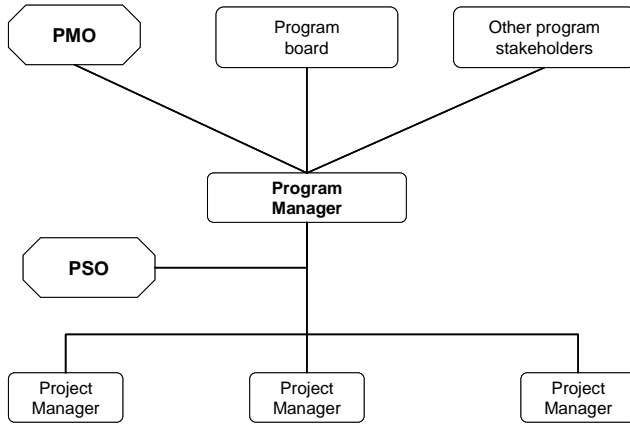 PMO
Program
board
Other program
stakeholders
Program
Manager
PSO
Project
Manager
Project
Manager
Project
Manager